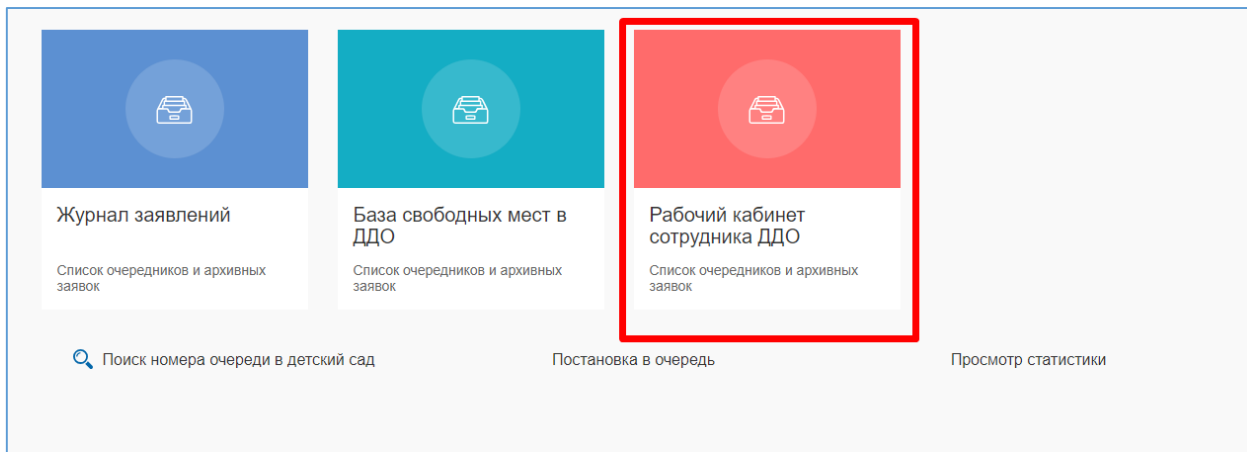 Журнал заявлений
Список очередников и архивных
заявок
База свободных мест в
ДДО
Список очередников и архивных
заявок
Рабочий кабинет
сотрудника ДДО
Список очередников и архивных
заявок
Поиск номера очереди в детский сад
Постановка в очередь
Просмотр статистики